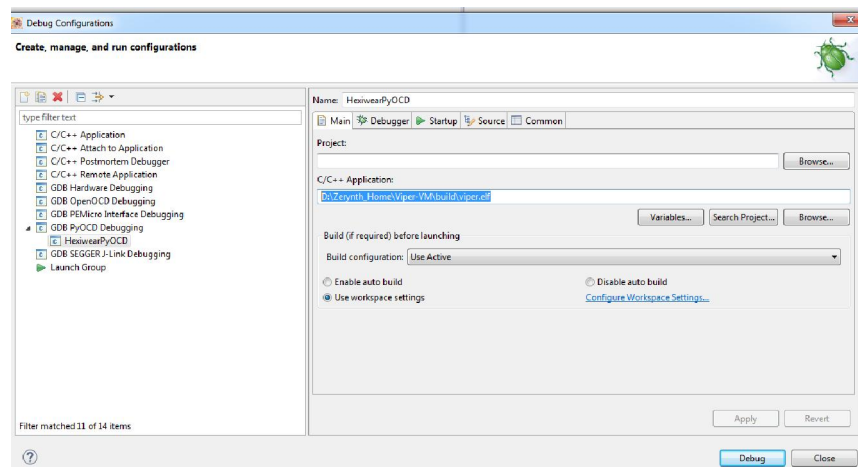 Debug Configurations
Create, manage, and run configurations
type filter text
C/C++ Application
C/C++ Attach to Application
C/C++ Postmortem Debugger
C/C++ Remote Application
GDB Hardware Debugging
GDB OpenOCD Debugging
GDB PEMicro Interface Debugging
GDB PyOCD Debugging
HexiwearPyOCD
GDB SEGGER J-Link Debugging
Launch Group
Filter matched 11 of 14 items
Name: HexiwearPyOCD
Main Debugger Startup Source Common
Project:
Browse...
C/C++ Application:
D:\Zerynth_Home\Viper-VM\build\viper.elf
Variables... Search Project... Browse...
Build (if required) before launching
Build configuration: Use Active
Enable auto build Disable auto build
Use workspace settings Configure Workspace Settings...
Apply Revert
Debug Close